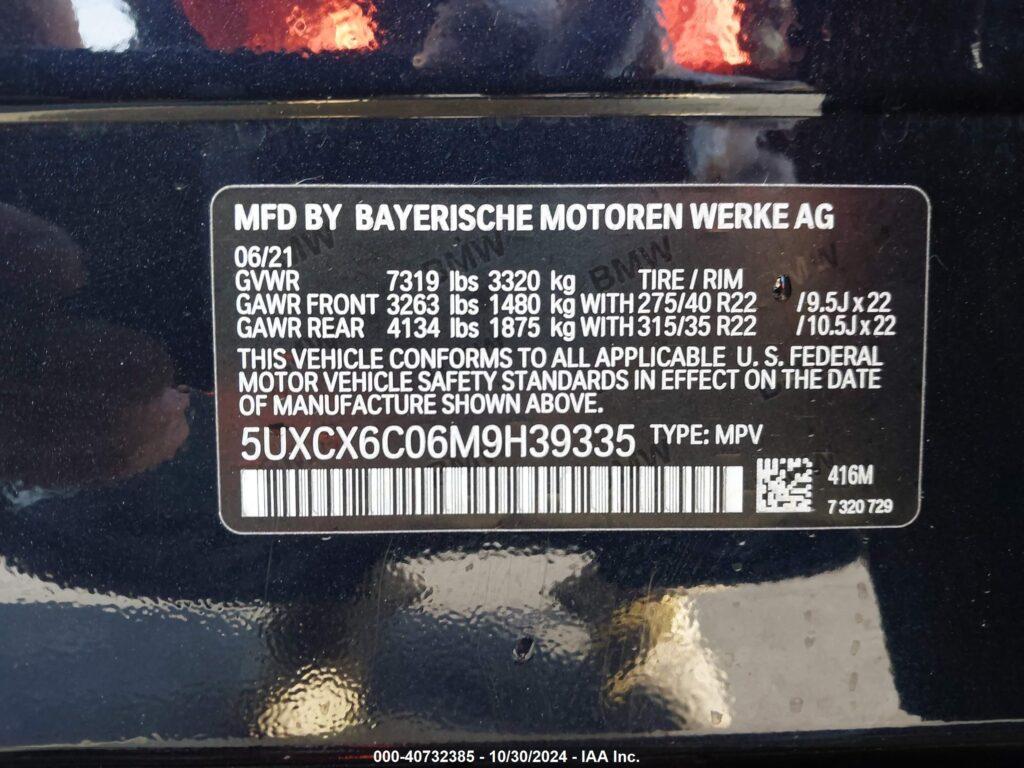 MFD BY BAYERISCHE MOTOREN WERKE AG
06/21
GVWR 7319 lbs 3320 kg TIRE / RIM
GAWR FRONT 3263 lbs 1480 kg WITH 275/40 R22 / 9.5J x 22
GAWR REAR 4134 lbs 1875 kg WITH 315/35 R22 / 10.5J x 22
THIS VEHICLE CONFORMS TO ALL APPLICABLE U. S. FEDERAL
MOTOR VEHICLE SAFETY STANDARDS IN EFFECT ON THE DATE
OF MANUFACTURE SHOWN ABOVE.
5UXCX6C06M9H39335 TYPE: MPV
416M
7 320 729
000-40732385 - 10/30/2024 - IAA Inc.